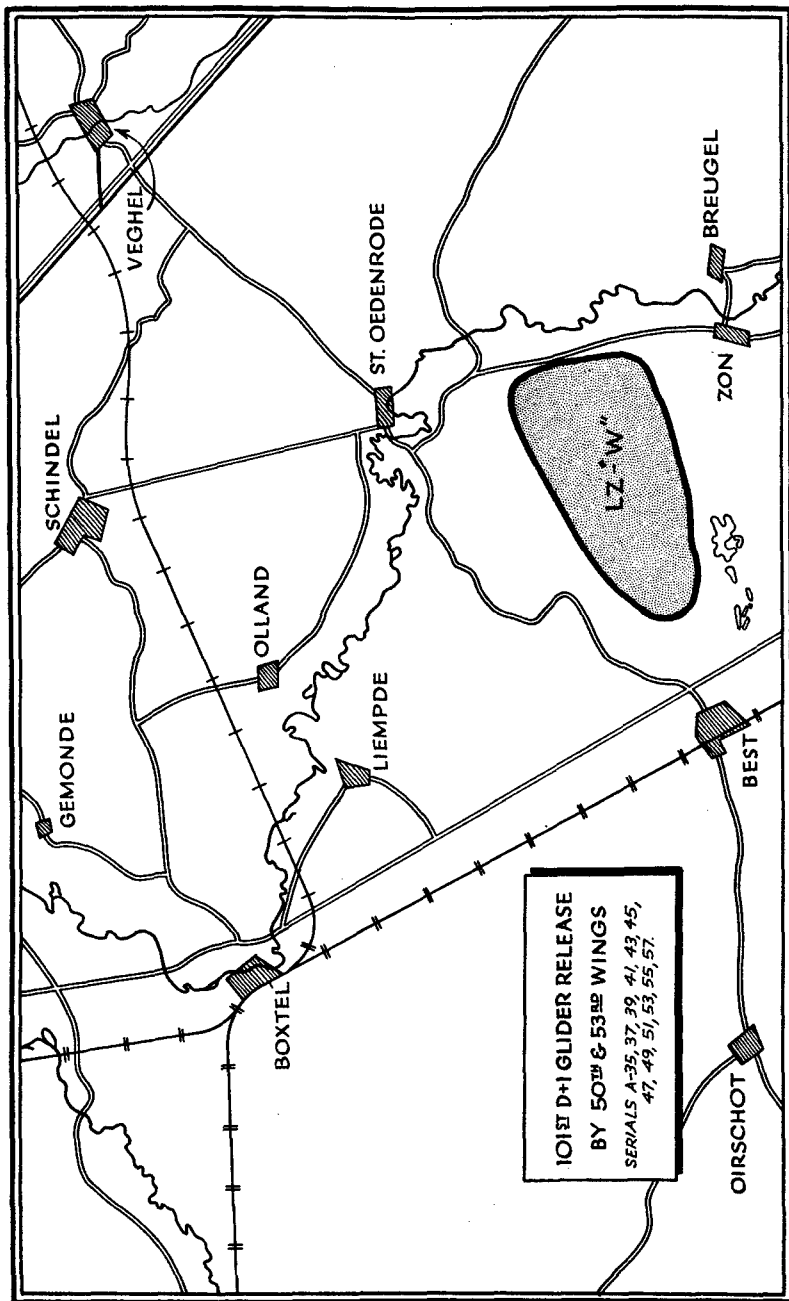 VEGHEL
BREUGEL
ST. OEDENRODE
ZON
SCHINDEL
LZ-"W"
OLLAND
GEMONDE
LIEMPDE
BEST
BOXTEL
OIRSCHOT
101ST D+1 GLIDER RELEASE
BY 50TH & 53RD WINGS
SERIALS A-35, 37, 39, 41, 43, 45,
47, 49, 51, 53, 55, 57.